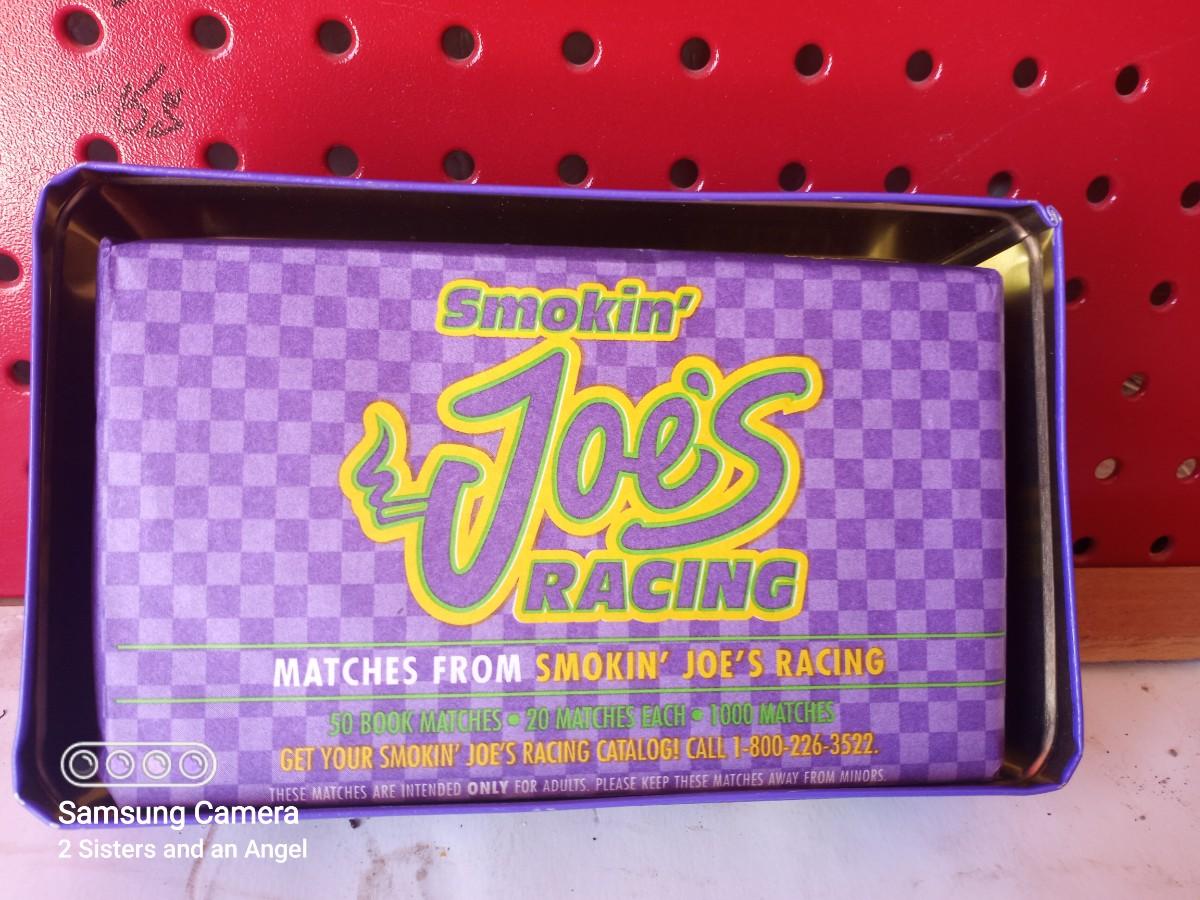 Smokin'
Joe's
RACING
MATCHES FROM SMOKIN' JOE'S RACING
50 BOOK MATCHES • 20 MATCHES EACH • 1000 MATCHES
GET YOUR SMOKIN' JOE'S RACING CATALOG! CALL 1-800-226-3522.
THESE MATCHES ARE INTENDED ONLY FOR ADULTS. PLEASE KEEP THESE MATCHES AWAY FROM MINORS.
Samsung Camera
2 Sisters and an Angel